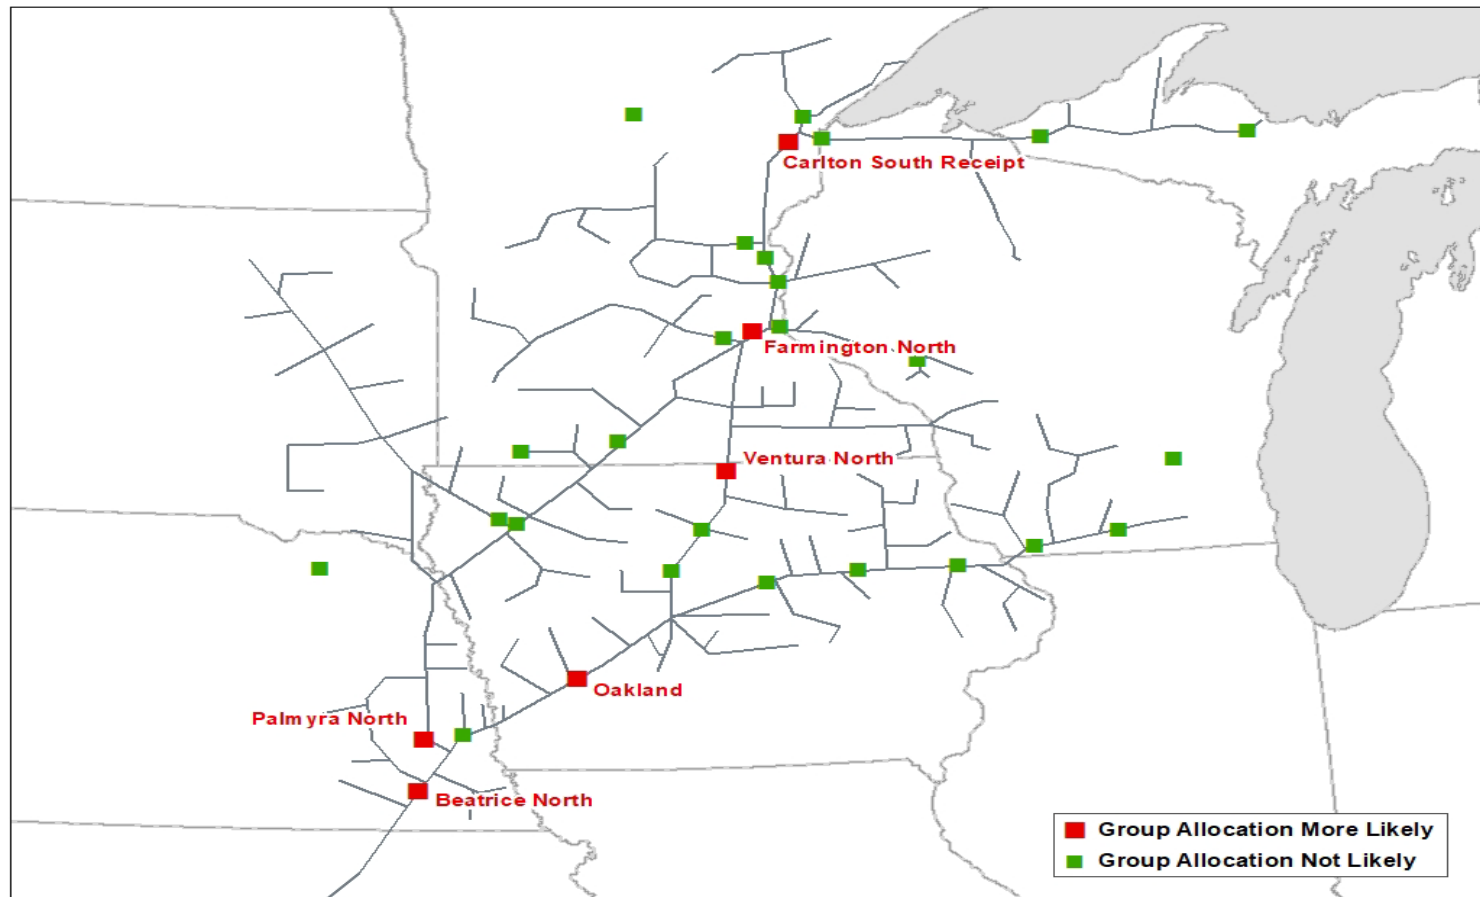 Carlton South Receipt
Farmington North
Ventura North
Oakland
Palmyra North
Beatrice North
Group Allocation More Likely
Group Allocation Not Likely